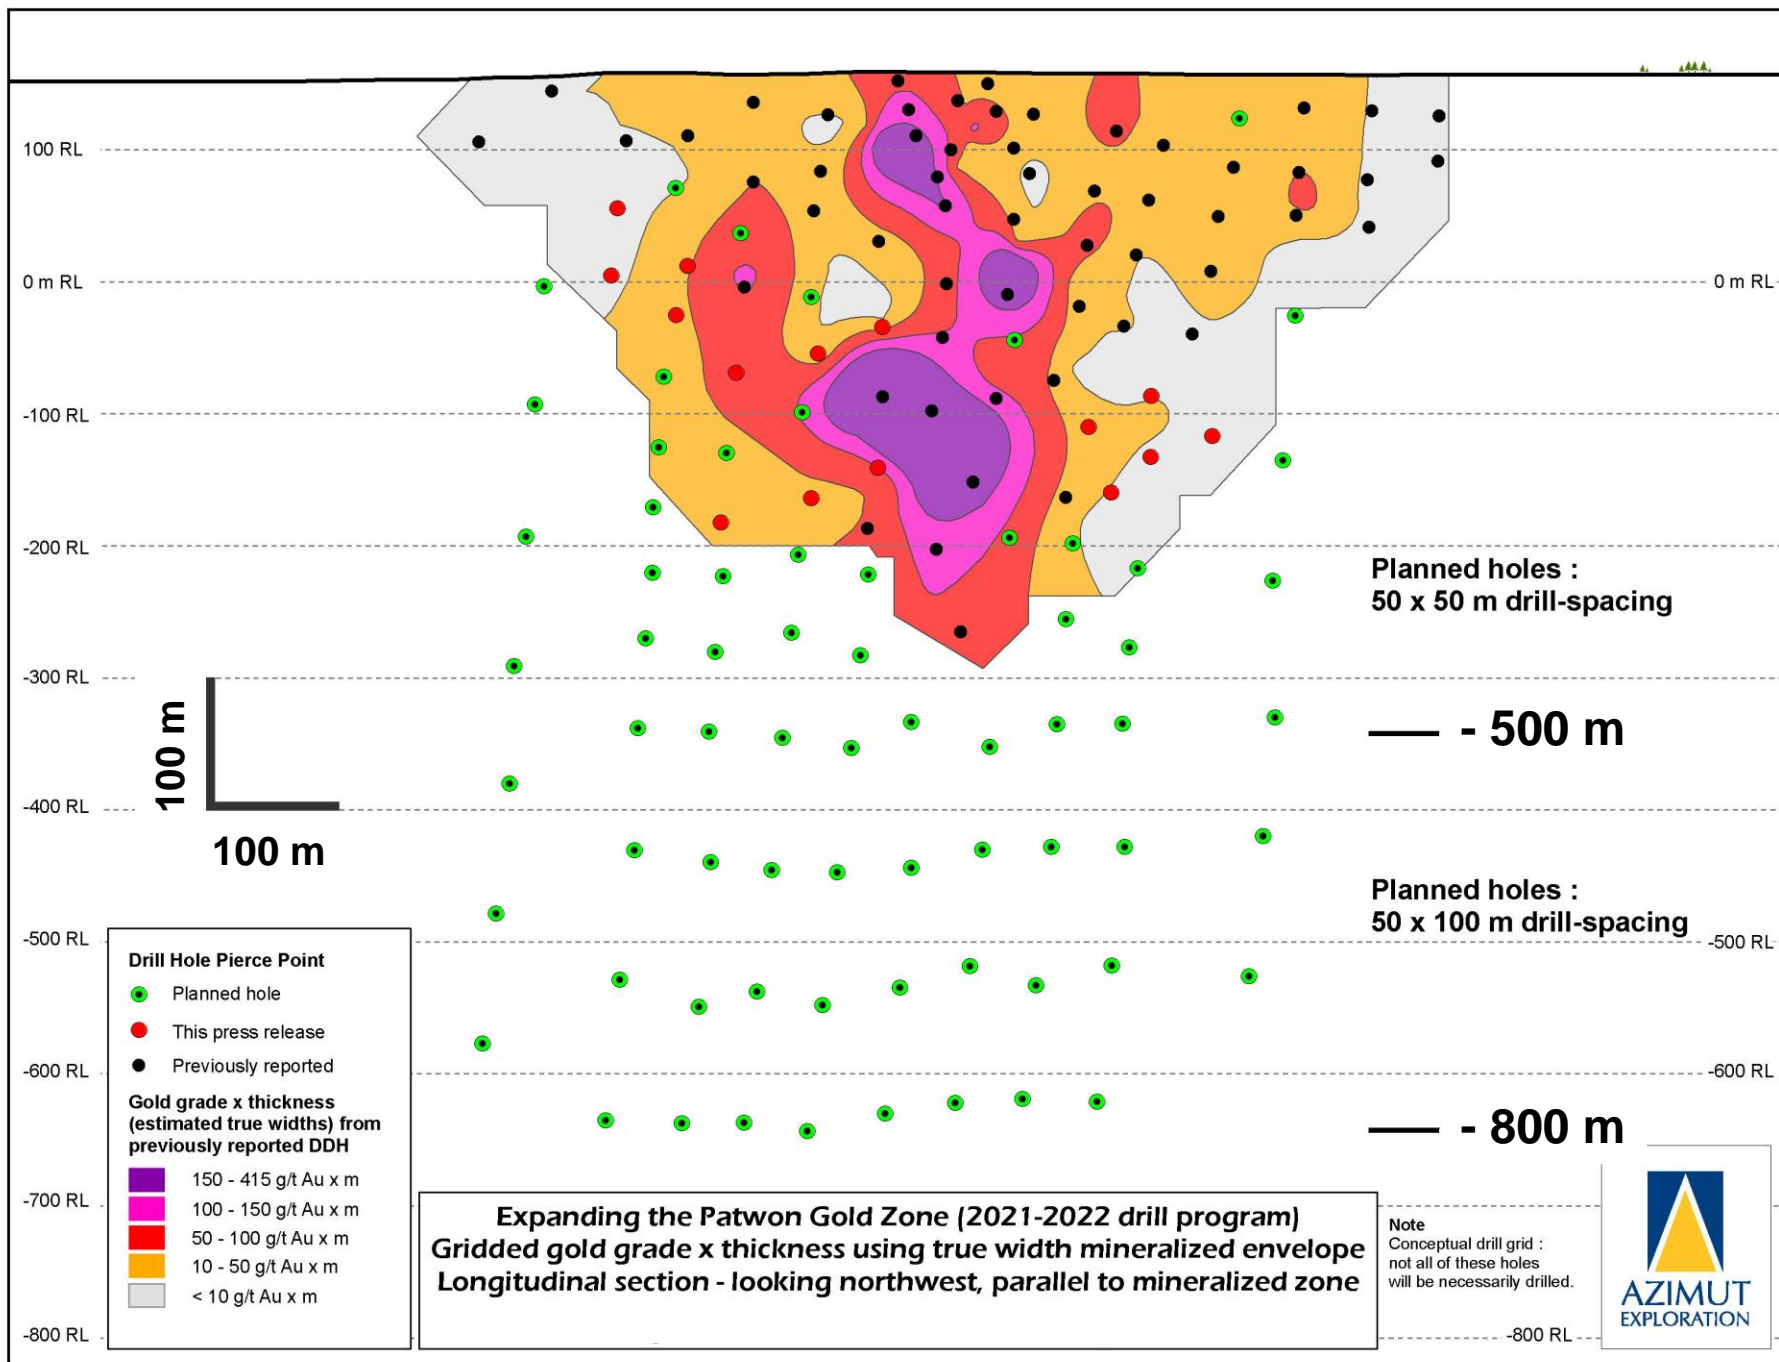 100 RL
0 m RL
0 m RL
-100 RL
-200 RL
Planned holes :
50 x 50 m drill-spacing
-300 RL
100 m
100 m
- 500 m
-400 RL
Planned holes :
50 x 100 m drill-spacing
-500 RL
-500 RL
Drill Hole Pierce Point
Planned hole
This press release
Previously reported
Gold grade x thickness
(estimated true widths) from
previously reported DDH
150 - 415 g/t Au x m
100 - 150 g/t Au x m
50 - 100 g/t Au x m
10 - 50 g/t Au x m
< 10 g/t Au x m
-600 RL
-600 RL
- 800 m
-700 RL
Expanding the Patwon Gold Zone (2021-2022 drill program)
Gridded gold grade x thickness using true width mineralized envelope
Longitudinal section - looking northwest, parallel to mineralized zone
Note
Conceptual drill grid :
not all of these holes
will be necessarily drilled.
AZIMUT
EXPLORATION
-800 RL
-800 RL